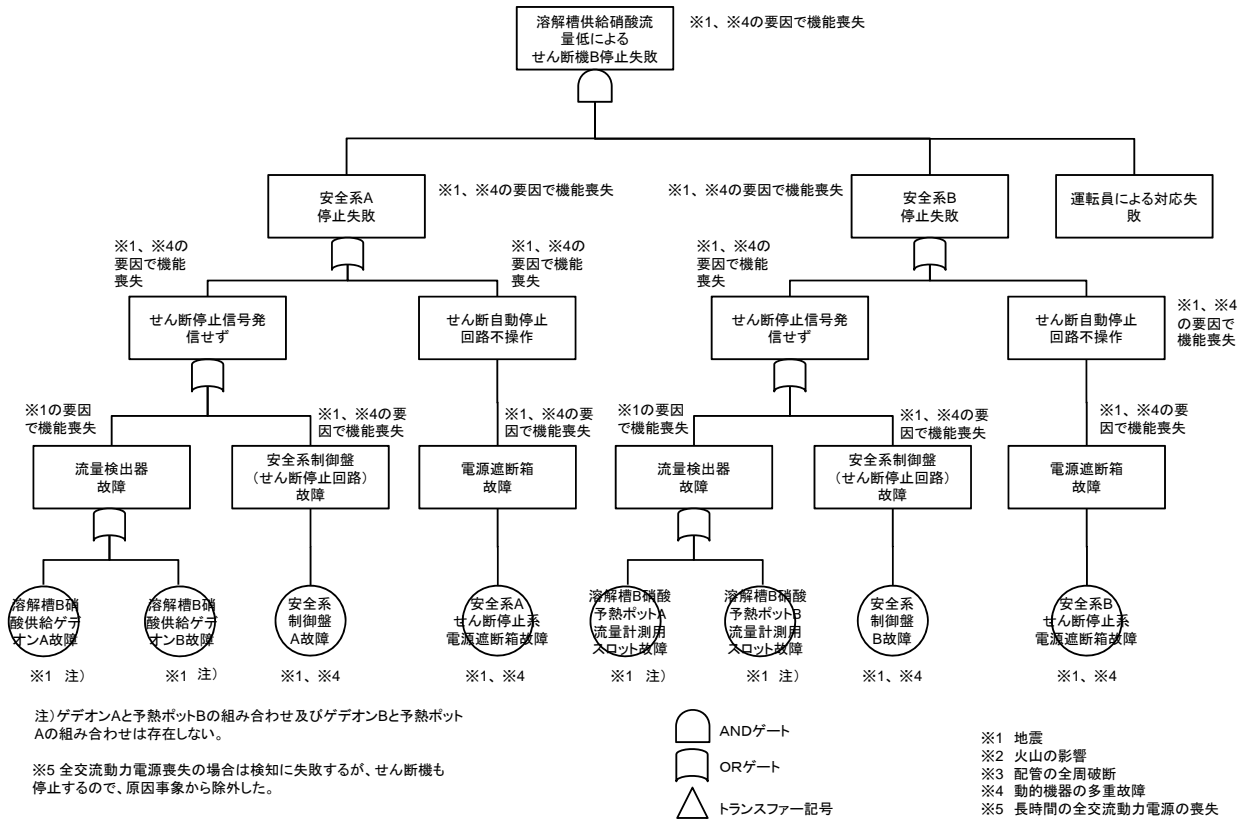 溶解槽供給硝酸流
量低による
せん断機B停止失敗
※1、※4の要因で機能喪失
安全系A
停止失敗
※1、※4の要因で機能喪失
※1、※4の要因で機能喪失
安全系B
停止失敗
運転員による対応失
敗
※1、※4の
要因で機能
喪失
※1、※4の
要因で機能
喪失
※1、※4の
要因で機能
喪失
せん断停止信号発
信せず
せん断自動停止
回路不操作
せん断停止信号発
信せず
せん断自動停止
回路不操作
※1、※4
の要因で
機能喪失
※1の要因
で機能喪失
※1、※4の要
因で機能喪失
※1、※4の要
因で機能喪失
※1の要因
で機能喪失
※1、※4の要
因で機能喪失
※1、※4の要
因で機能喪失
流量検出器
故障
安全系制御盤
（せん断停止回路）
故障
電源遮断箱
故障
流量検出器
故障
安全系制御盤
（せん断停止回路）
故障
電源遮断箱
故障
溶解槽B硝
酸供給ゲデ
オンA故障
溶解槽B硝
酸供給ゲデ
オンB故障
安全系
制御盤
A故障
安全系A
せん断停止系
電源遮断箱故障
溶解槽B硝酸
予熱ポットA
流量計測用
スロット故障
溶解槽B硝酸
予熱ポットB
流量計測用
スロット故障
安全系
制御盤
B故障
安全系B
せん断停止系
電源遮断箱故障
※1 注）
※1 注）
※1、※4
※1、※4
※1 注）
※1 注）
※1、※4
※1、※4
注）ゲデオンAと予熱ポットBの組み合わせ及びゲデオンBと予熱ポット
Aの組み合わせは存在しない。
※5 全交流動力電源喪失の場合は検知に失敗するが、せん断機も
停止するので、原因事象から除外した。
ANDゲート
ORゲート
トランスファー記号
※1 地震
※2 火山の影響
※3 配管の全周破断
※4 動的機器の多重故障
※5 長時間の全交流動力電源の喪失